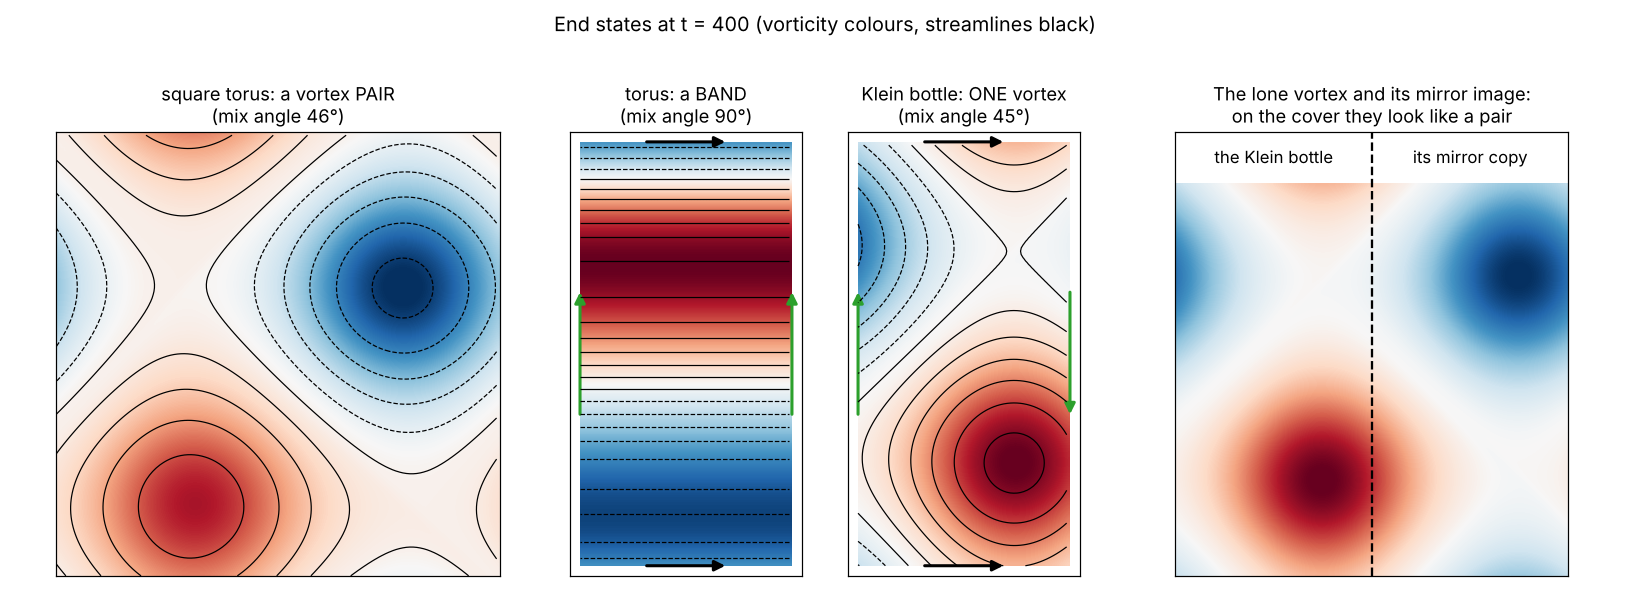 End states at t = 400 (vorticity colours, streamlines black)
square torus: a vortex PAIR
(mix angle 46°)
torus: a BAND
(mix angle 90°)
Klein bottle: ONE vortex
(mix angle 45°)
The lone vortex and its mirror image:
on the cover they look like a pair
the Klein bottle
its mirror copy